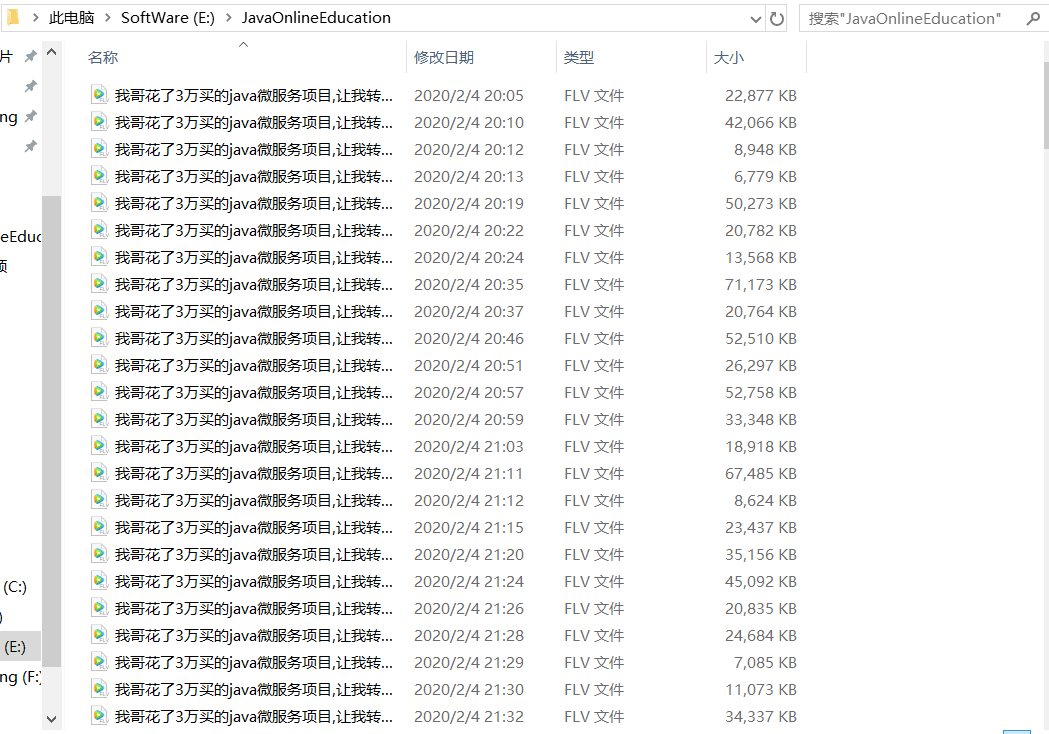 此电脑 > SoftWare (E:) > JavaOnlineEducation
搜索"JavaOnlineEducation"
片
ng
eEduc
(C:)
)
(E:)
ng (F:)
名称 修改日期 类型 大小
我哥花了3万买的java微服务项目,让我转... 2020/2/4 20:05 FLV 文件 22,877 KB
我哥花了3万买的java微服务项目,让我转... 2020/2/4 20:10 FLV 文件 42,066 KB
我哥花了3万买的java微服务项目,让我转... 2020/2/4 20:12 FLV 文件 8,948 KB
我哥花了3万买的java微服务项目,让我转... 2020/2/4 20:13 FLV 文件 6,779 KB
我哥花了3万买的java微服务项目,让我转... 2020/2/4 20:19 FLV 文件 50,273 KB
我哥花了3万买的java微服务项目,让我转... 2020/2/4 20:22 FLV 文件 20,782 KB
我哥花了3万买的java微服务项目,让我转... 2020/2/4 20:24 FLV 文件 13,568 KB
我哥花了3万买的java微服务项目,让我转... 2020/2/4 20:35 FLV 文件 71,173 KB
我哥花了3万买的java微服务项目,让我转... 2020/2/4 20:37 FLV 文件 20,764 KB
我哥花了3万买的java微服务项目,让我转... 2020/2/4 20:46 FLV 文件 52,510 KB
我哥花了3万买的java微服务项目,让我转... 2020/2/4 20:51 FLV 文件 26,297 KB
我哥花了3万买的java微服务项目,让我转... 2020/2/4 20:57 FLV 文件 52,758 KB
我哥花了3万买的java微服务项目,让我转... 2020/2/4 20:59 FLV 文件 33,348 KB
我哥花了3万买的java微服务项目,让我转... 2020/2/4 21:03 FLV 文件 18,918 KB
我哥花了3万买的java微服务项目,让我转... 2020/2/4 21:11 FLV 文件 67,485 KB
我哥花了3万买的java微服务项目,让我转... 2020/2/4 21:12 FLV 文件 8,624 KB
我哥花了3万买的java微服务项目,让我转... 2020/2/4 21:15 FLV 文件 23,437 KB
我哥花了3万买的java微服务项目,让我转... 2020/2/4 21:20 FLV 文件 35,156 KB
我哥花了3万买的java微服务项目,让我转... 2020/2/4 21:24 FLV 文件 45,092 KB
我哥花了3万买的java微服务项目,让我转... 2020/2/4 21:26 FLV 文件 20,835 KB
我哥花了3万买的java微服务项目,让我转... 2020/2/4 21:28 FLV 文件 24,684 KB
我哥花了3万买的java微服务项目,让我转... 2020/2/4 21:29 FLV 文件 7,085 KB
我哥花了3万买的java微服务项目,让我转... 2020/2/4 21:30 FLV 文件 11,073 KB
我哥花了3万买的java微服务项目,让我转... 2020/2/4 21:32 FLV 文件 34,337 KB